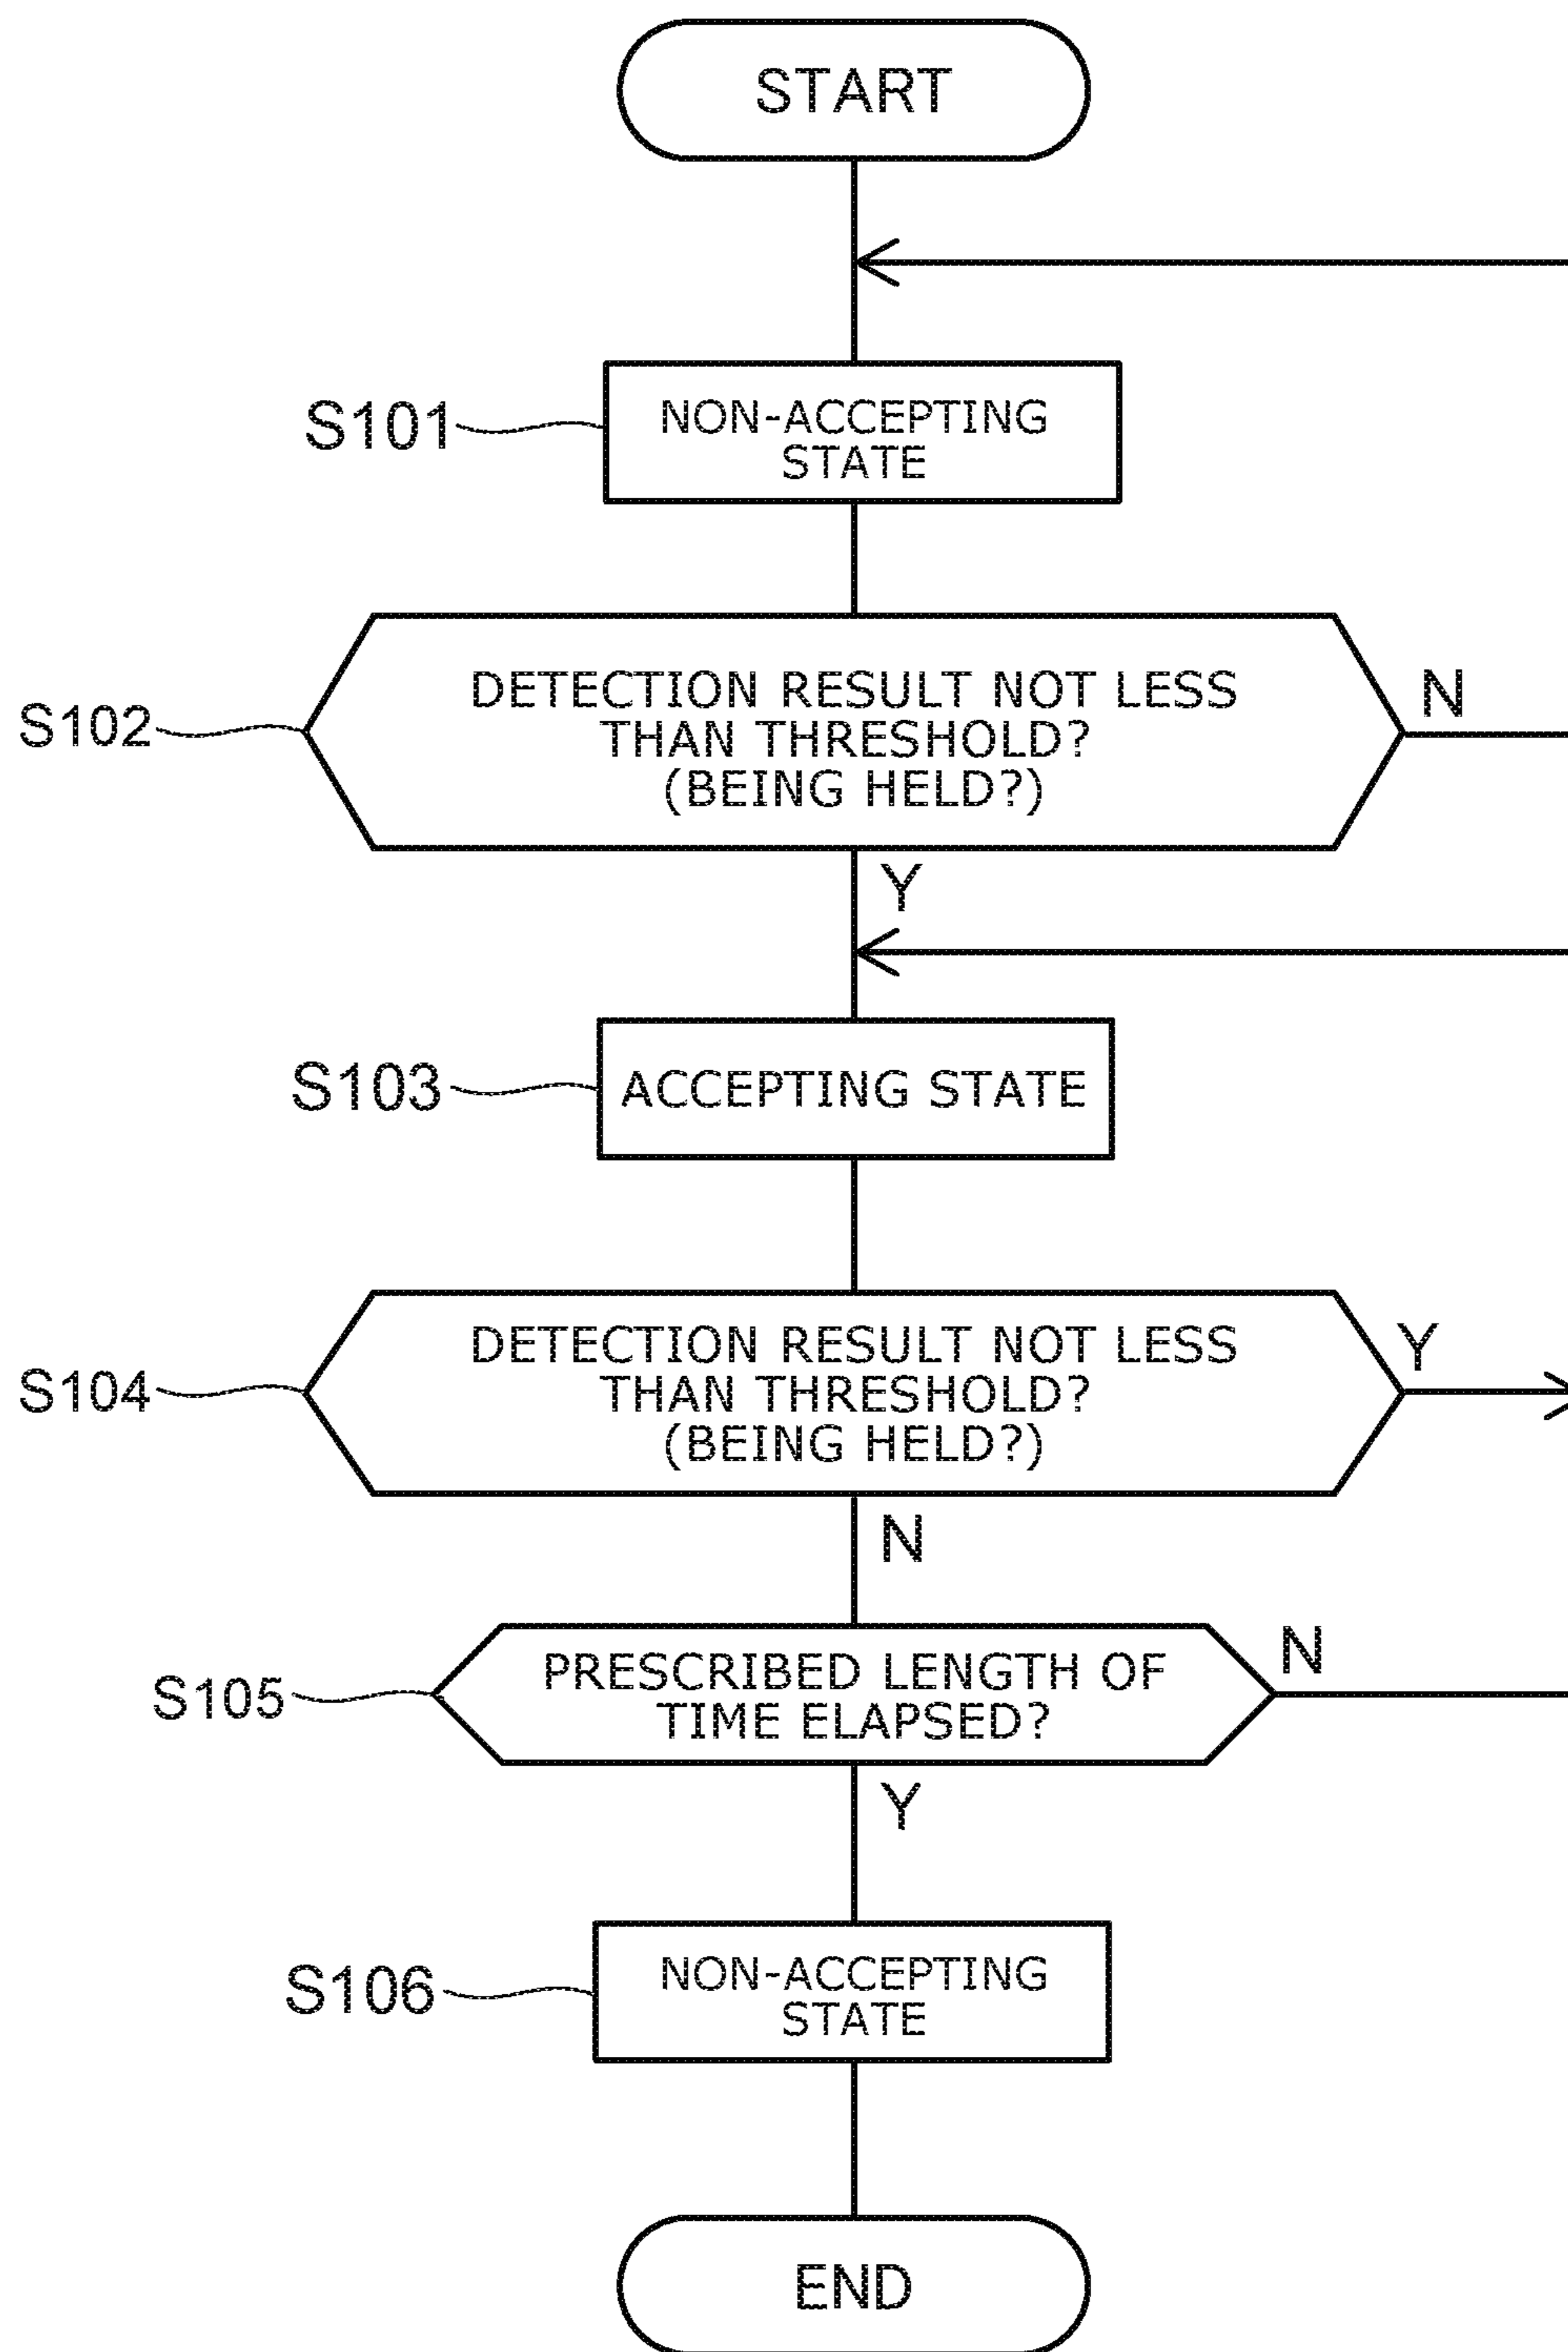 START
S101
NON-ACCEPTING
STATE
S102
DETECTION RESULT NOT LESS
THAN THRESHOLD?
(BEING HELD?)
N
Y
S103
ACCEPTING STATE
S104
DETECTION RESULT NOT LESS
THAN THRESHOLD?
(BEING HELD?)
Y
N
S105
PRESCRIBED LENGTH OF
TIME ELAPSED?
N
Y
S106
NON-ACCEPTING
STATE
END